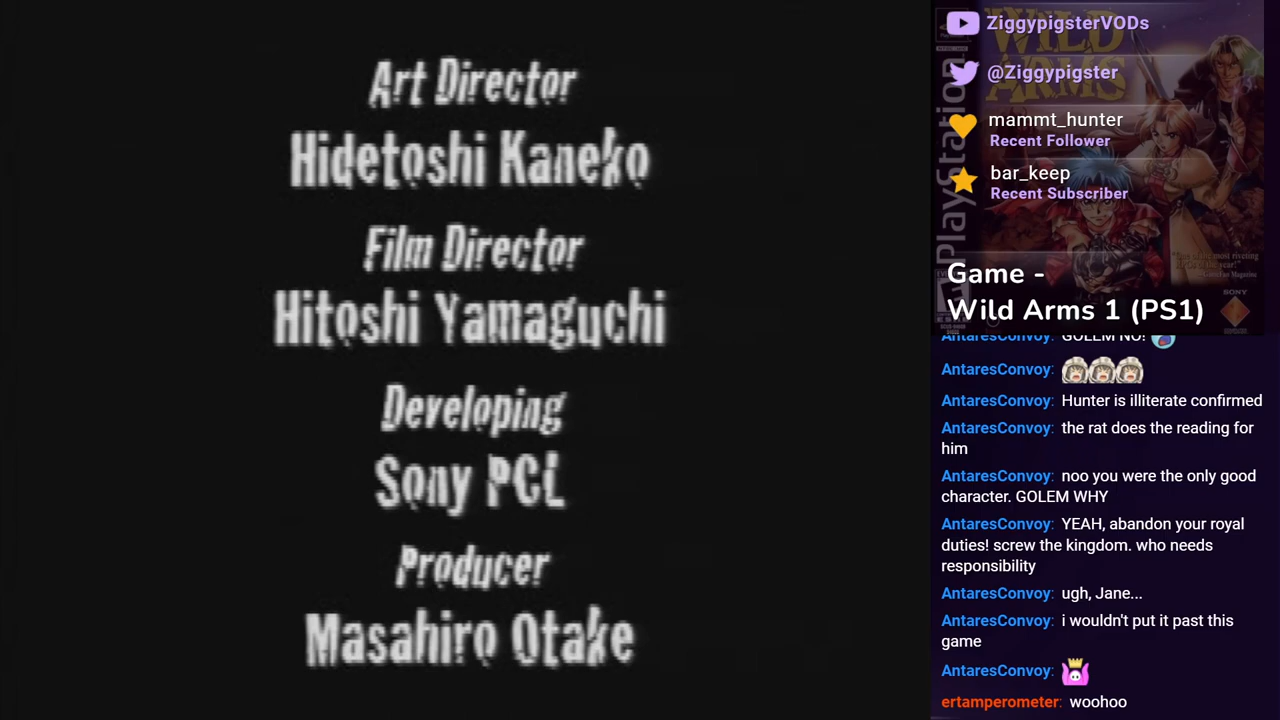 Art Director
Hidetoshi Kaneko
Film Director
Hitoshi Yamaguchi
Developing
Sony PCL
Producer
Masahiro Otake
ZiggypigsterVODs
@Ziggypigster
mammt_hunter
Recent Follower
bar_keep
Recent Subscriber
WILD
ARMS
PlayStation
Game -
Wild Arms 1 (PS1)
SONY
AntaresConvoy: GOLEM NO!
AntaresConvoy:
AntaresConvoy: Hunter is illiterate confirmed
AntaresConvoy: the rat does the reading for
him
AntaresConvoy: noo you were the only good
character. GOLEM WHY
AntaresConvoy: YEAH, abandon your royal
duties! screw the kingdom. who needs
responsibility
AntaresConvoy: ugh, Jane...
AntaresConvoy: i wouldn't put it past this
game
AntaresConvoy:
ertamperometer: woohoo